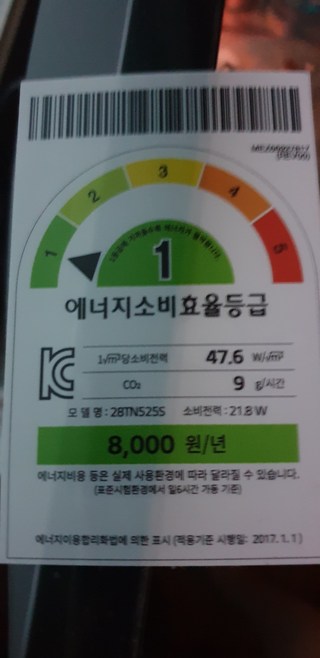 (REV00)
1 2 3 4 5
1
에너지소비효율등급
1√m²당소비전력 47.6 W/√m²
CO₂ 9 g/시간
모 델 명 : 28TN525S 소비전력 : 21.8 W
8,000 원/년
에너지비용 등은 실제 사용환경에 따라 달라질 수 있습니다.
(표준시험환경에서 일6시간 가동 기준)
에너지이용합리화법에 의한 표시 (적용기준 시행일: 2017. 1. 1 )